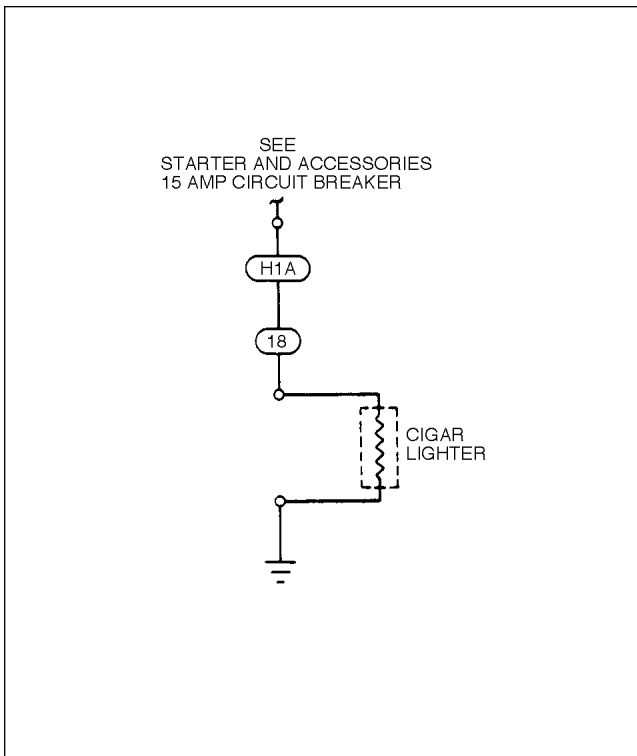 SEE
STARTER AND ACCESSORIES
15 AMP CIRCUIT BREAKER
H1A
18
CIGAR
LIGHTER